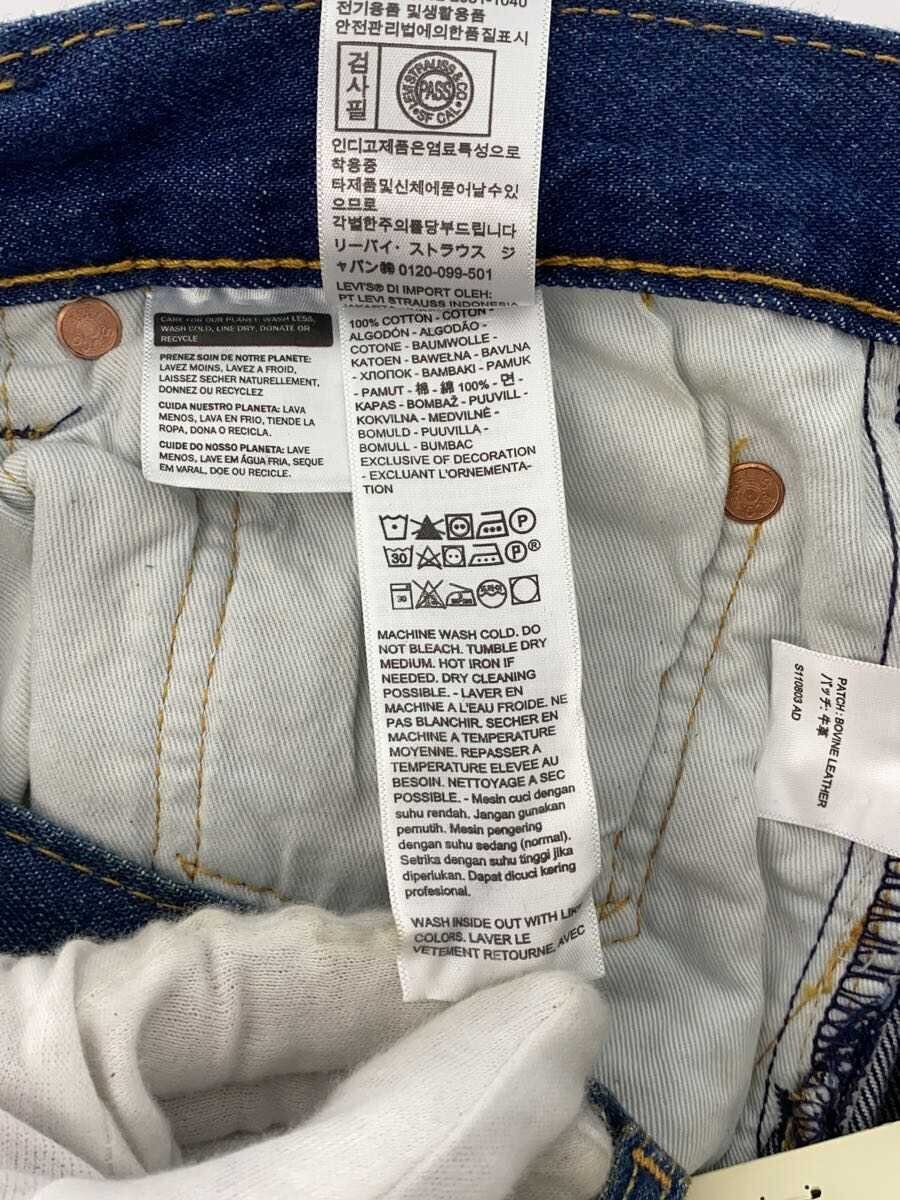 전기용품 및생활용품
안전관리법에의한품질표시
검사필
LEVI STRAUSS & CO
PASS
SF CAL
인디고제품은염료특성으로
착용중
타제품및신체에묻어날수있
으므로
각별한주의를당부드립니다
リーバイ・ストラウス ジ
ャパン㈱ 0120-099-501
LEVI'S® DI IMPORT OLEH:
PT LEVI STRAUSS INDONESIA
CARE FOR OUR PLANET: WASH LESS,
WASH COLD, LINE DRY, DONATE OR
RECYCLE
PRENEZ SOIN DE NOTRE PLANETE:
LAVEZ MOINS, LAVEZ A FROID,
LAISSEZ SECHER NATURELLEMENT,
DONNEZ OU RECYCLEZ
CUIDA NUESTRO PLANETA: LAVA
MENOS, LAVA EN FRIO, TIENDE LA
ROPA, DONA O RECICLA.
CUIDE DO NOSSO PLANETA: LAVE
MENOS, LAVE EM ÁGUA FRIA, SEQUE
EM VARAL, DOE OU RECICLE.
100% COTTON - COTON -
ALGODÓN - ALGODÃO -
COTONE - BAUMWOLLE -
KATOEN - BAWEŁNA - BAVLNA
- ХЛОПОК - BAMBAKI - PAMUK
- PAMUT - 棉 - 綿 100% - 면 -
KAPAS - BOMBAŽ - PUUVILL -
KOKVILNA - MEDVILNĖ -
BOMULD - PUUVILLA -
BOMULL - BUMBAC
EXCLUSIVE OF DECORATION
- EXCLUANT L'ORNEMENTA-
TION
P
30 P®
30
MACHINE WASH COLD. DO
NOT BLEACH. TUMBLE DRY
MEDIUM. HOT IRON IF
NEEDED. DRY CLEANING
POSSIBLE. - LAVER EN
MACHINE A L'EAU FROIDE. NE
PAS BLANCHIR. SECHER EN
MACHINE A TEMPERATURE
MOYENNE. REPASSER A
TEMPERATURE ELEVEE AU
BESOIN. NETTOYAGE A SEC
POSSIBLE. - Mesin cuci dengan
suhu rendah. Jangan gunakan
pemutih. Mesin pengering
dengan suhu sedang (normal).
Setrika dengan suhu tinggi jika
diperlukan. Dapat dicuci kering
profesional.
WASH INSIDE OUT WITH LIKE
COLORS. LAVER LE
VETEMENT RETOURNE, AVEC
PATCH : BOVINE LEATHER
パッチ: 牛革
S110803 AD